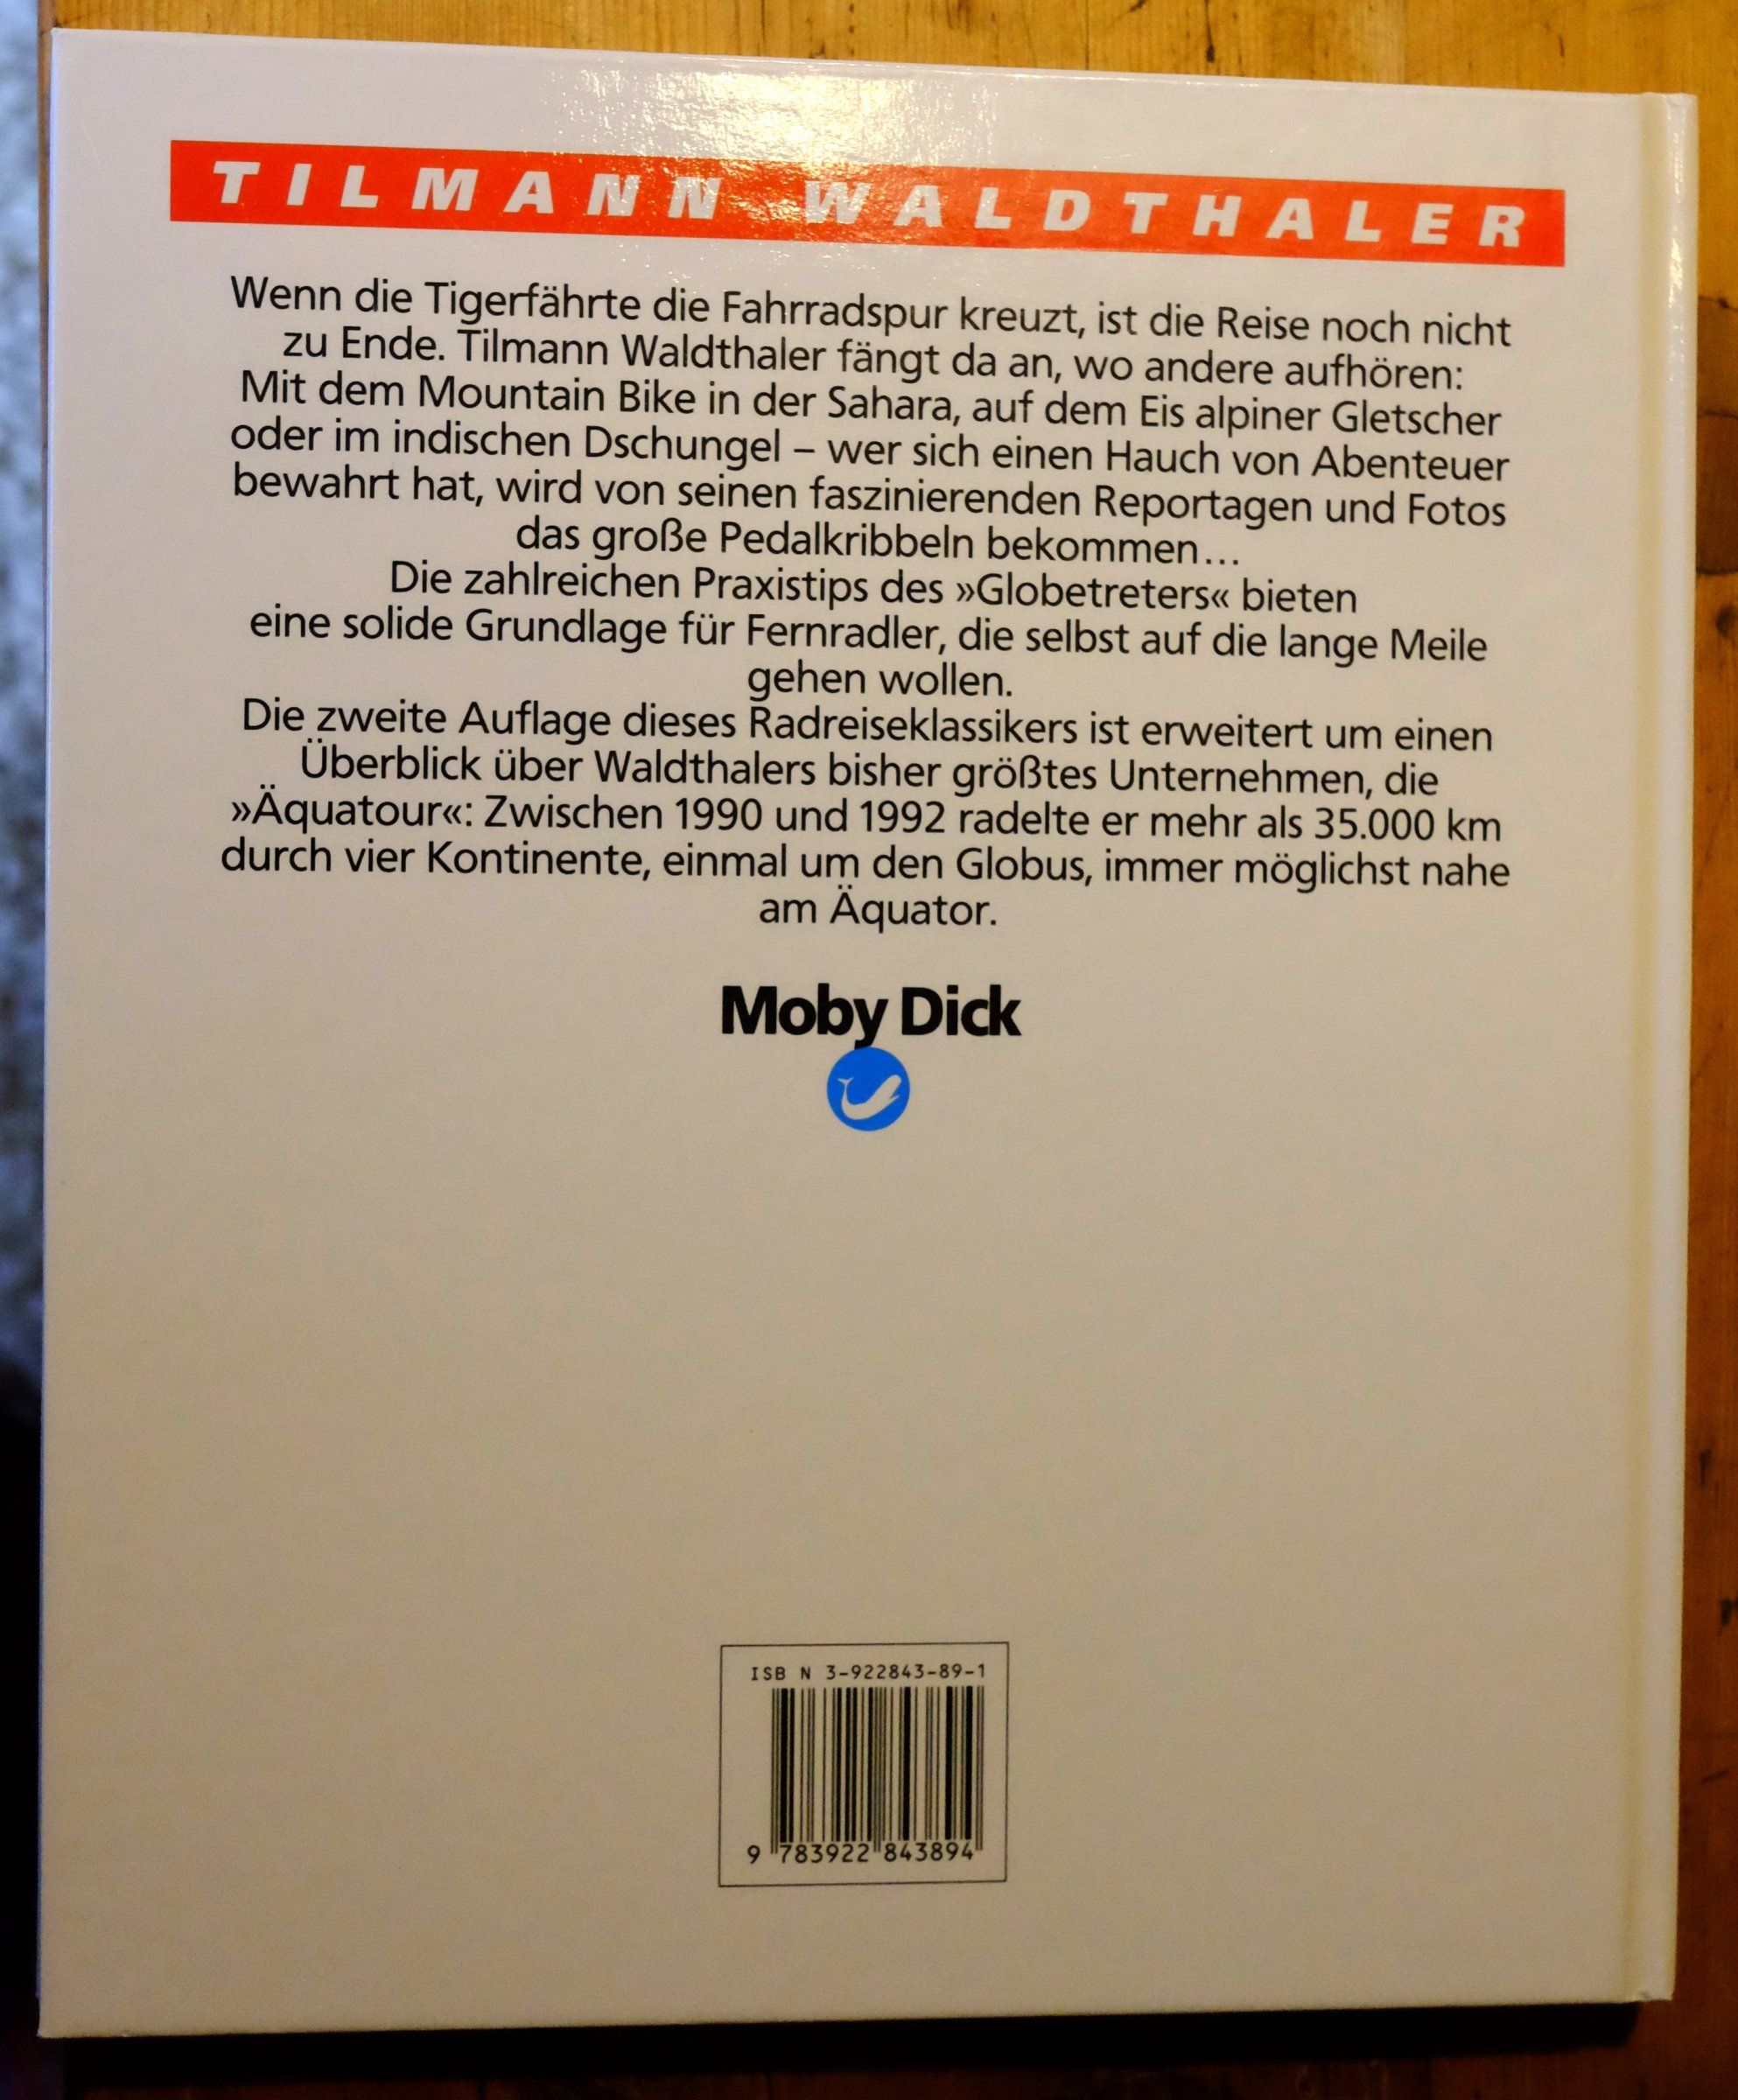 TILMANN WALDTHALER
Wenn die Tigerfährte die Fahrradspur kreuzt, ist die Reise noch nicht
zu Ende. Tilmann Waldthaler fängt da an, wo andere aufhören:
Mit dem Mountain Bike in der Sahara, auf dem Eis alpiner Gletscher
oder im indischen Dschungel – wer sich einen Hauch von Abenteuer
bewahrt hat, wird von seinen faszinierenden Reportagen und Fotos
das große Pedalkribbeln bekommen...
Die zahlreichen Praxistips des »Globetreters« bieten
eine solide Grundlage für Fernradler, die selbst auf die lange Meile
gehen wollen.
Die zweite Auflage dieses Radreiseklassikers ist erweitert um einen
Überblick über Waldthalers bisher größtes Unternehmen, die
»Äquatour«: Zwischen 1990 und 1992 radelte er mehr als 35.000 km
durch vier Kontinente, einmal um den Globus, immer möglichst nahe
am Äquator.
Moby Dick
ISB N 3-922843-89-1
9 783922 843894